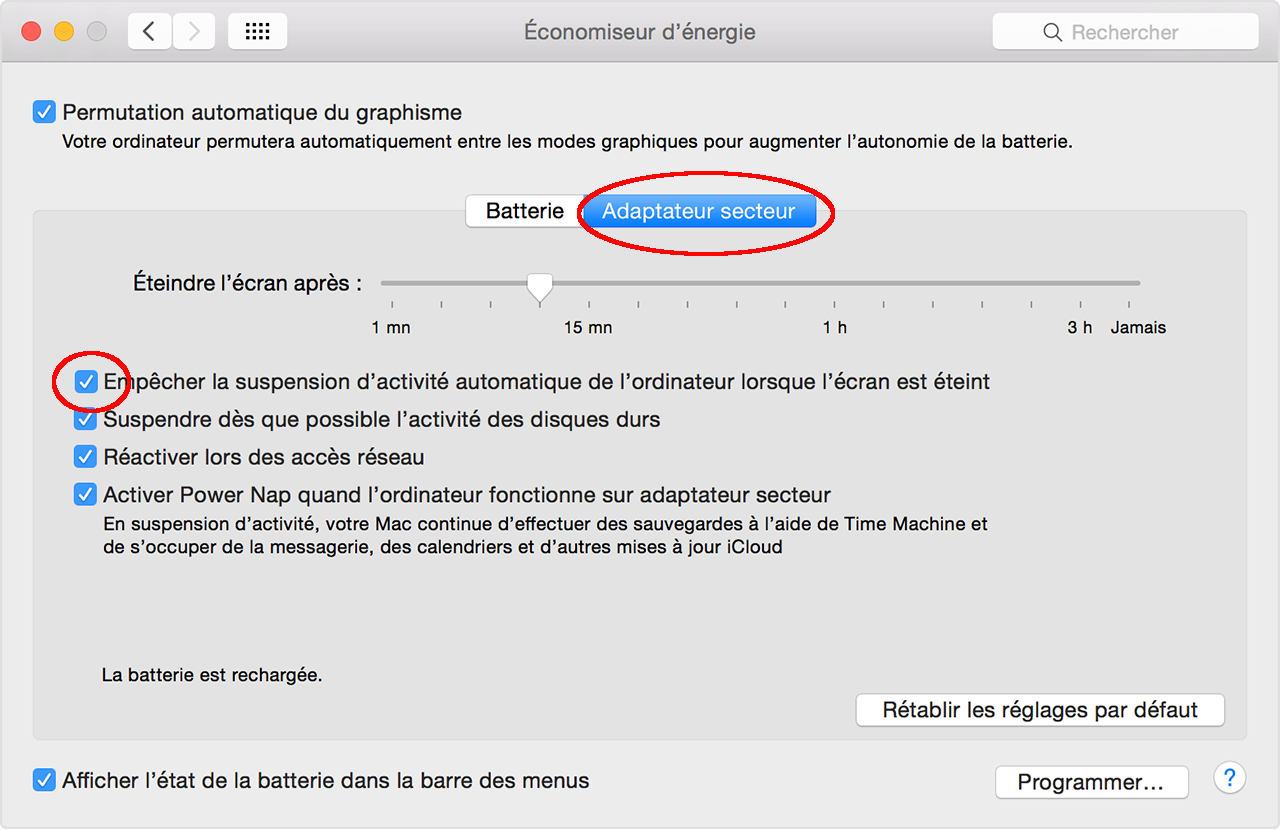 Économiseur d’énergie
Rechercher
Permutation automatique du graphisme
Votre ordinateur permutera automatiquement entre les modes graphiques pour augmenter l’autonomie de la batterie.
Batterie Adaptateur secteur
Éteindre l’écran après :
1 mn 15 mn 1 h 3 h Jamais
Empêcher la suspension d’activité automatique de l’ordinateur lorsque l’écran est éteint
Suspendre dès que possible l’activité des disques durs
Réactiver lors des accès réseau
Activer Power Nap quand l’ordinateur fonctionne sur adaptateur secteur
En suspension d’activité, votre Mac continue d’effectuer des sauvegardes à l’aide de Time Machine et
de s’occuper de la messagerie, des calendriers et d’autres mises à jour iCloud
La batterie est rechargée.
Rétablir les réglages par défaut
Afficher l’état de la batterie dans la barre des menus
Programmer... ?